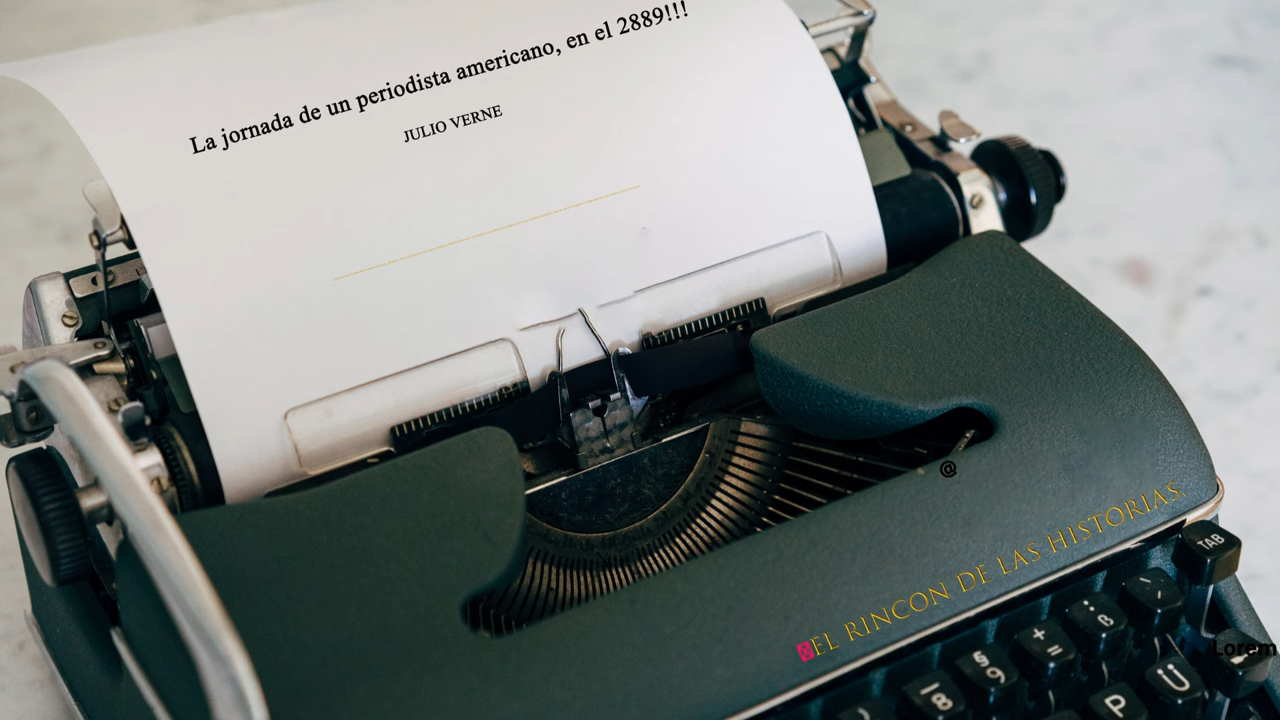 La jornada de un periodista americano, en el 2889!!!
JULIO VERNE
@
EL RINCON DE LAS HISTORIAS.
TAB
Lorem